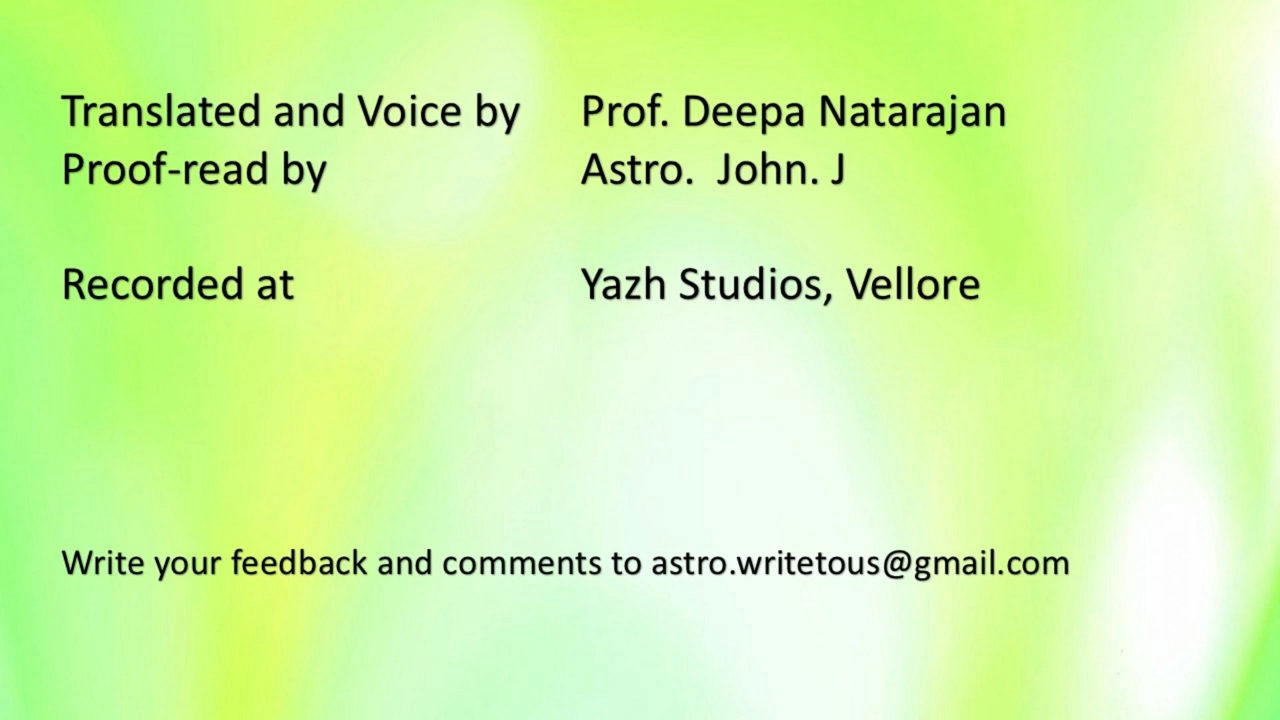 Translated and Voice by Prof. Deepa Natarajan
Proof-read by Astro. John. J
Recorded at Yazh Studios, Vellore
Write your feedback and comments to astro.writetous@gmail.com